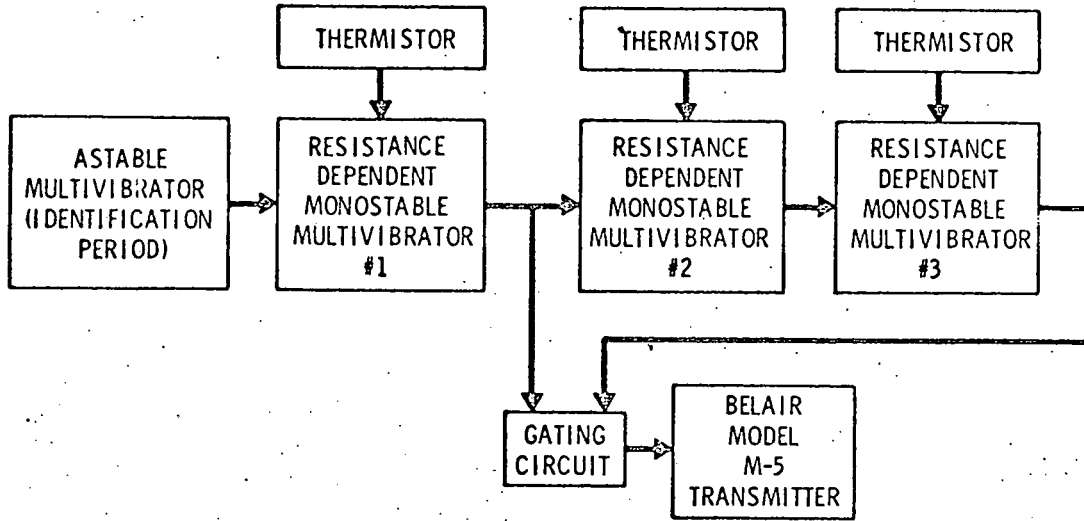 THERMISTOR
THERMISTOR
THERMISTOR
ASTABLE
MULTIVIBRATOR
(IDENTIFICATION
PERIOD)
RESISTANCE
DEPENDENT
MONOSTABLE
MULTIVIBRATOR
#1
RESISTANCE
DEPENDENT
MONOSTABLE
MULTIVIBRATOR
#2
RESISTANCE
DEPENDENT
MONOSTABLE
MULTIVIBRATOR
#3
GATING
CIRCUIT
BELAIR
MODEL
M-5
TRANSMITTER